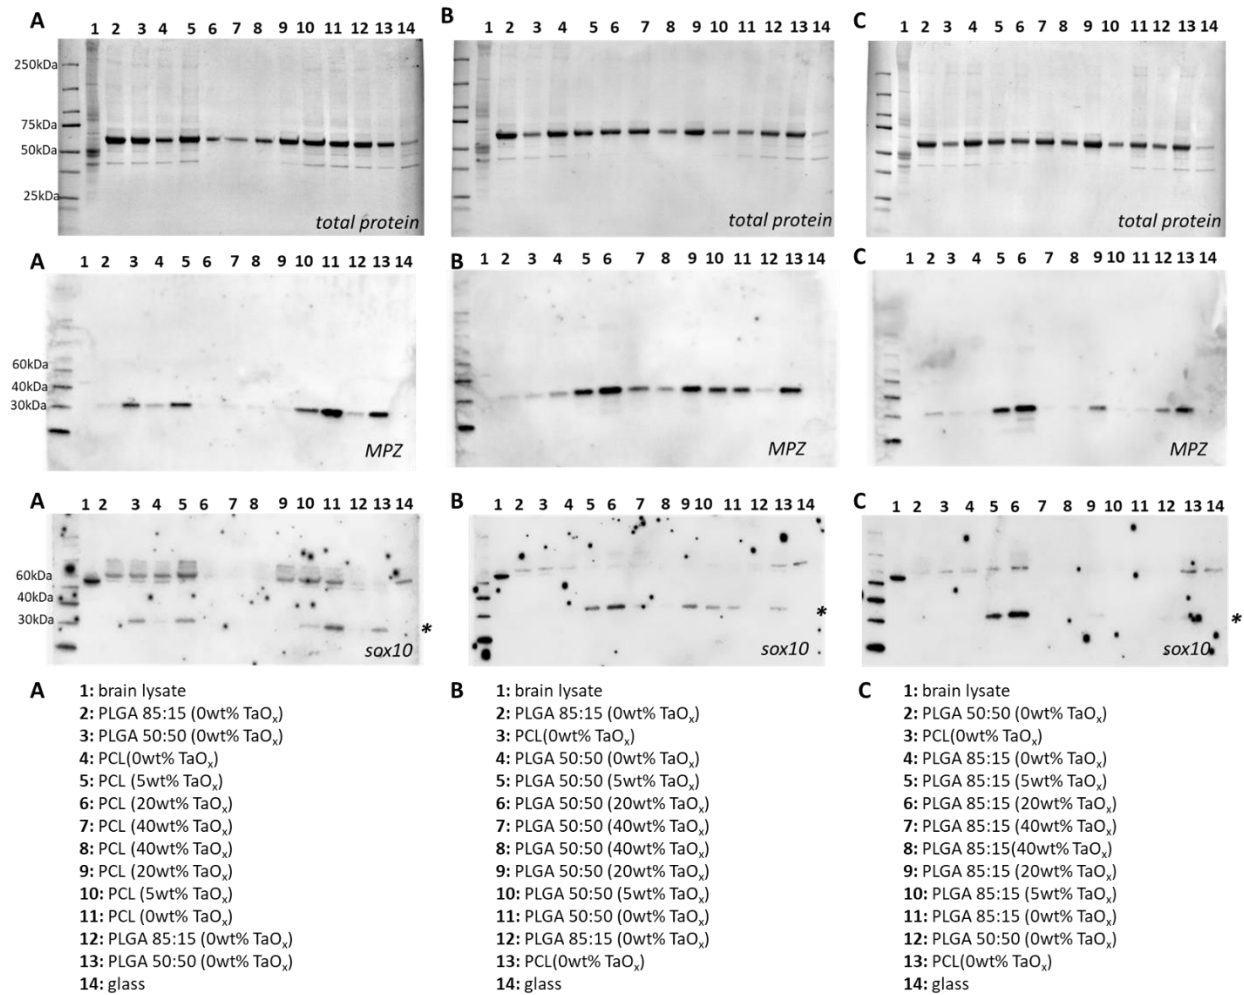 A 1 2 3 4 5 6 7 8 9 10 11 12 13 14
B 1 2 3 4 5 6 7 8 9 10 11 12 13 14
C 1 2 3 4 5 6 7 8 9 10 11 12 13 14
250kDa
75kDa
50kDa
25kDa
total protein
total protein
total protein
A 1 2 3 4 5 6 7 8 9 10 11 12 13 14
B 1 2 3 4 5 6 7 8 9 10 11 12 13 14
C 1 2 3 4 5 6 7 8 9 10 11 12 13 14
60kDa
40kDa
30kDa
MPZ
MPZ
MPZ
A 1 2 3 4 5 6 7 8 9 10 11 12 13 14
B 1 2 3 4 5 6 7 8 9 10 11 12 13 14
C 1 2 3 4 5 6 7 8 9 10 11 12 13 14
60kDa
40kDa
30kDa
*
*
*
sox10
sox10
sox10
A
1: brain lysate
2: PLGA 85:15 (0wt% TaOₓ)
3: PLGA 50:50 (0wt% TaOₓ)
4: PCL(0wt% TaOₓ)
5: PCL (5wt% TaOₓ)
6: PCL (20wt% TaOₓ)
7: PCL (40wt% TaOₓ)
8: PCL (40wt% TaOₓ)
9: PCL (20wt% TaOₓ)
10: PCL (5wt% TaOₓ)
11: PCL (0wt% TaOₓ)
12: PLGA 85:15 (0wt% TaOₓ)
13: PLGA 50:50 (0wt% TaOₓ)
14: glass
B
1: brain lysate
2: PLGA 85:15 (0wt% TaOₓ)
3: PCL(0wt% TaOₓ)
4: PLGA 50:50 (0wt% TaOₓ)
5: PLGA 50:50 (5wt% TaOₓ)
6: PLGA 50:50 (20wt% TaOₓ)
7: PLGA 50:50 (40wt% TaOₓ)
8: PLGA 50:50 (40wt% TaOₓ)
9: PLGA 50:50 (20wt% TaOₓ)
10: PLGA 50:50 (5wt% TaOₓ)
11: PLGA 50:50 (0wt% TaOₓ)
12: PLGA 85:15 (0wt% TaOₓ)
13: PCL(0wt% TaOₓ)
14: glass
C
1: brain lysate
2: PLGA 50:50 (0wt% TaOₓ)
3: PCL(0wt% TaOₓ)
4: PLGA 85:15 (0wt% TaOₓ)
5: PLGA 85:15 (5wt% TaOₓ)
6: PLGA 85:15 (20wt% TaOₓ)
7: PLGA 85:15 (40wt% TaOₓ)
8: PLGA 85:15(40wt% TaOₓ)
9: PLGA 85:15 (20wt% TaOₓ)
10: PLGA 85:15 (5wt% TaOₓ)
11: PLGA 85:15 (0wt% TaOₓ)
12: PLGA 50:50 (0wt% TaOₓ)
13: PCL(0wt% TaOₓ)
14: glass